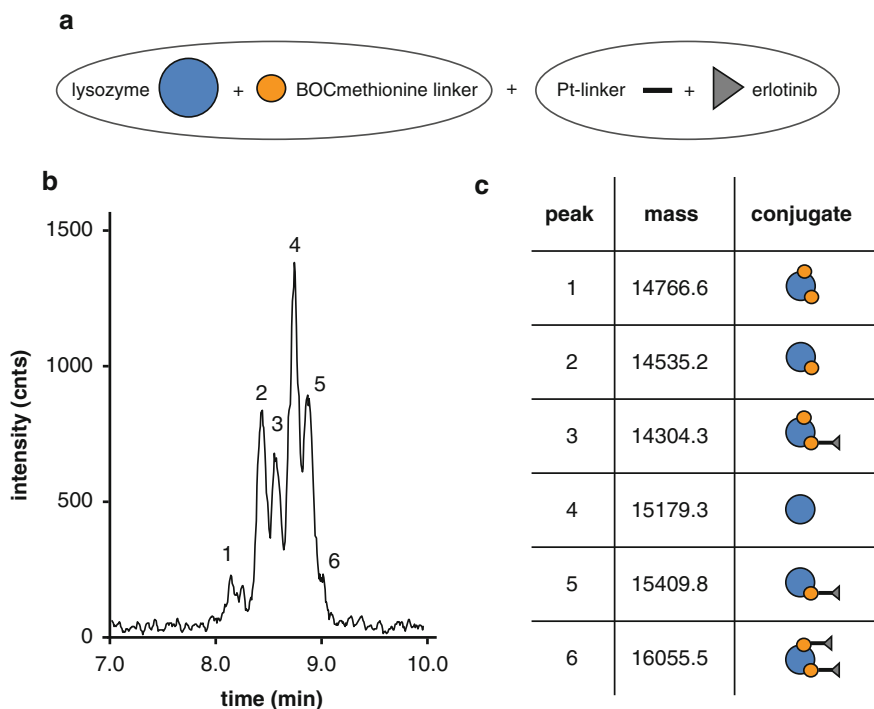 a
lysozyme + BOCmethionine linker + Pt-linker + erlotinib
b
1500
1000
500
0
intensity (cnts)
1
2
3
4
5
6
7.0 8.0 9.0 10.0
time (min)
c
peak mass conjugate
1 14766.6
2 14535.2
3 14304.3
4 15179.3
5 15409.8
6 16055.5